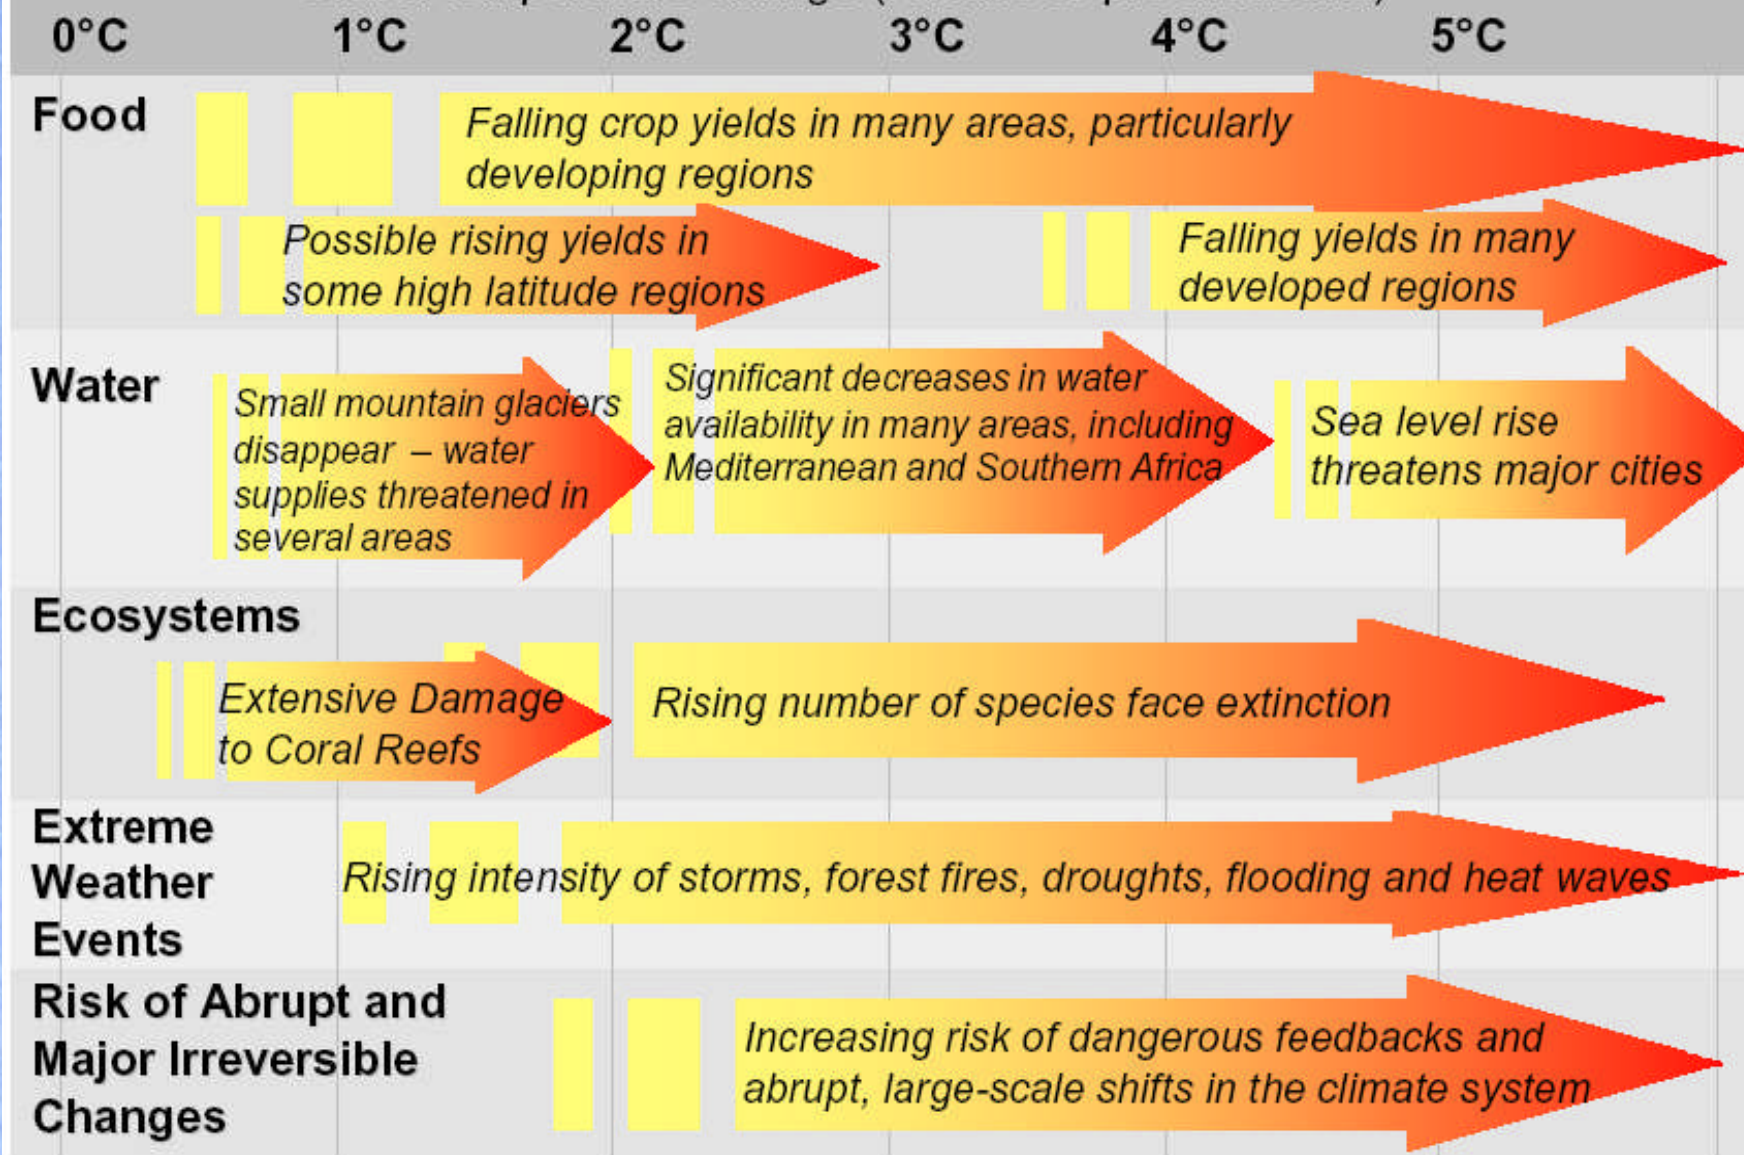 0°C 1°C 2°C 3°C 4°C 5°C
Food
Falling crop yields in many areas, particularly
developing regions
Possible rising yields in
some high latitude regions
Falling yields in many
developed regions
Water
Small mountain glaciers
disappear – water
supplies threatened in
several areas
Significant decreases in water
availability in many areas, including
Mediterranean and Southern Africa
Sea level rise
threatens major cities
Ecosystems
Extensive Damage
to Coral Reefs
Rising number of species face extinction
Extreme
Weather
Events
Rising intensity of storms, forest fires, droughts, flooding and heat waves
Risk of Abrupt and
Major Irreversible
Changes
Increasing risk of dangerous feedbacks and
abrupt, large-scale shifts in the climate system